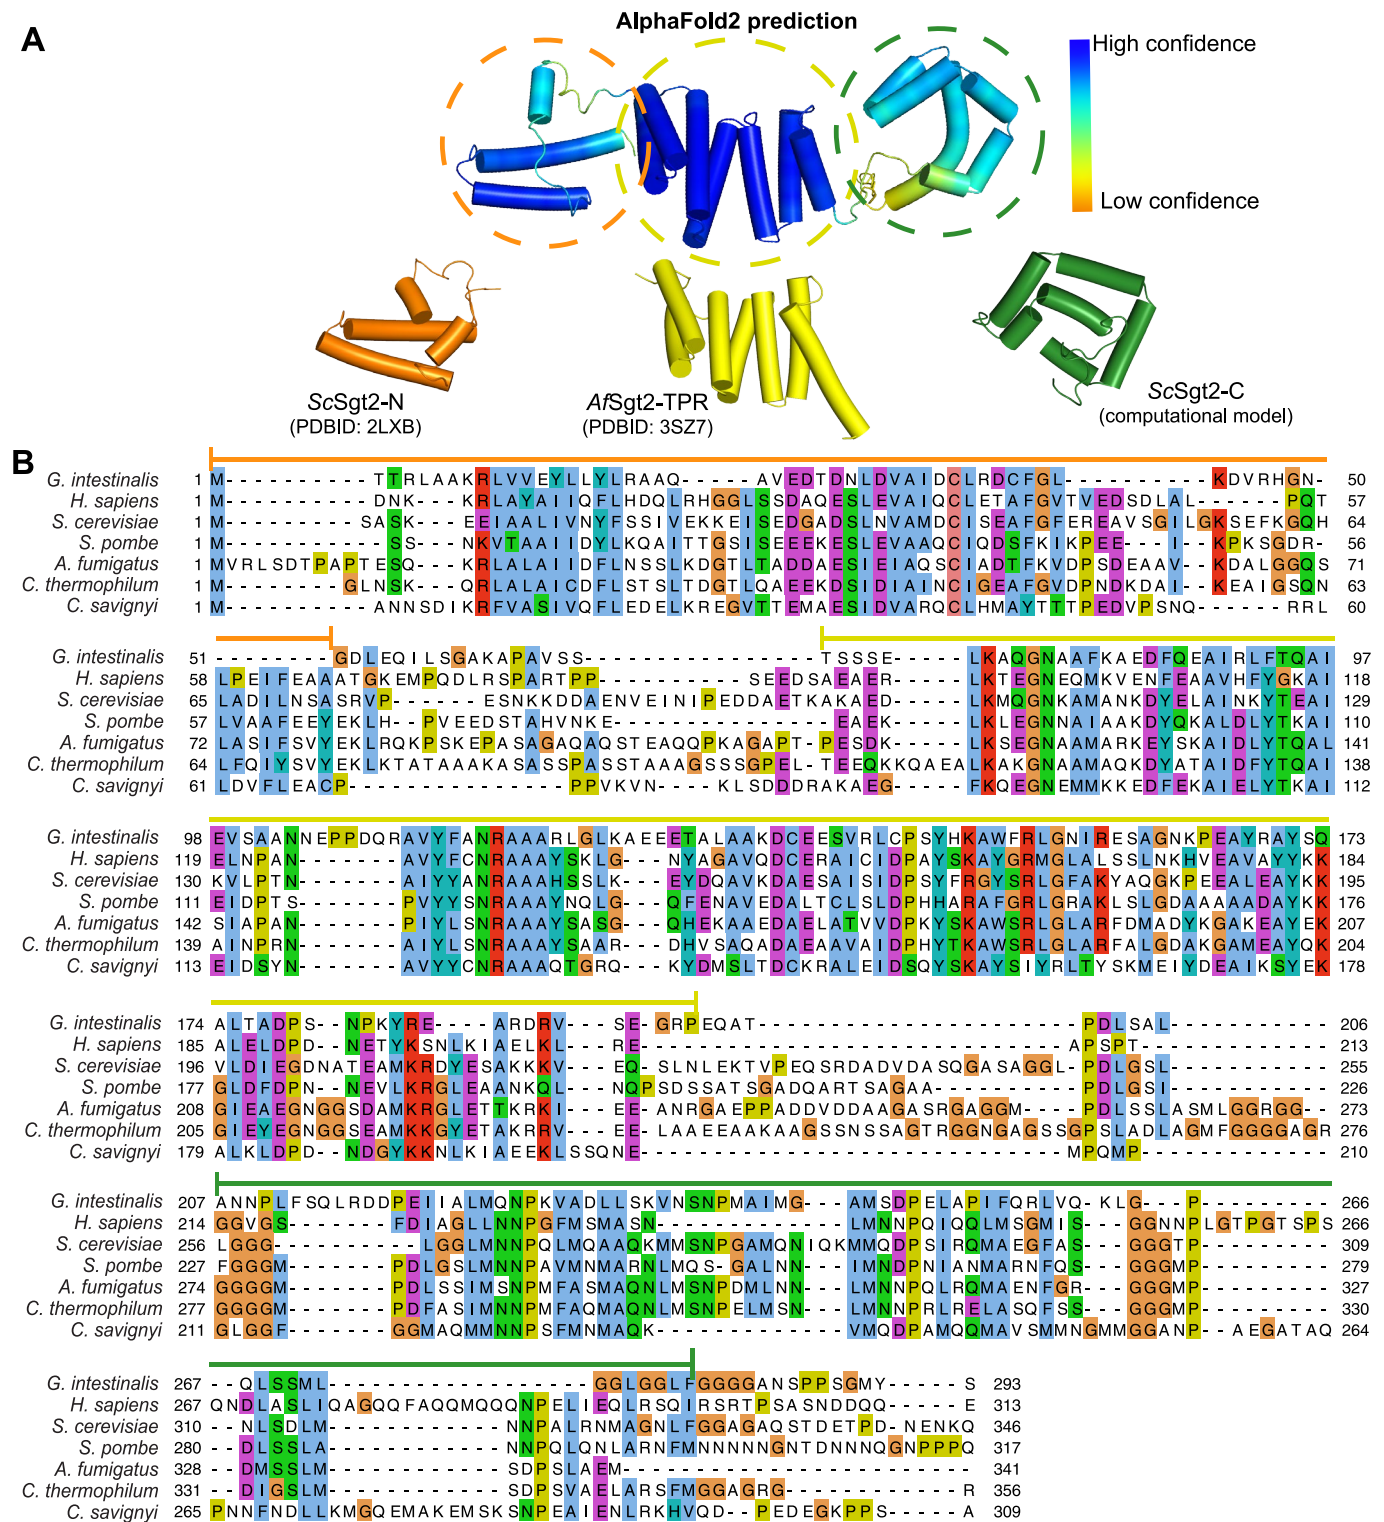 A
AlphaFold2 prediction
High confidence
Low confidence
ScSgt2-N
(PDBID: 2LXB)
AfSgt2-TPR
(PDBID: 3SZ7)
ScSgt2-C
(computational model)
B
G. intestinalis 1 M----------TTRLAAKRLVVEYLLYLRAAQ-----AVEDTDNLDVAIDCLRDCFGL----------KDVRHGN- 50
H. sapiens 1 M----------DNK---KRLAYAIIQFLHDQLRHGGLSSDAQESLEVAIQCLETAFGVTVEDSDLAL------PQT 57
S. cerevisiae 1 M---------SASK---EEIAALIVNYFSSIVEKKEISEDGADSLNVAMDCISEAFGFEREAVSGILGKSEFKGQH 64
S. pombe 1 M-----------SS---NKVTAAIIDYLKQAITTGSISEEEKESLEVAAQCIQDSFKIKPEE---I--KPKSGDR- 56
A. fumigatus 1 MVRLSDTPAPTESQ---KRLALAIIDFLNSSLKDGTLTADDAESIEIAQSCIADTFKVDPSDEAAV--KDALGGQS 71
C. thermophilum 1 M--------GLNSK---QRLALAIICDFLSTSLTDGTLQAEEKDSIDIAINCIGEAFGVDPNDKDAI--KEAIGSQN 63
C. savignyi 1 M----------ANNSDIKRFVASIVQFLEDELKREGVTTEMAESIDVARQCLHMAYTTTPEDVPSNQ------RRL 60
G. intestinalis 51 --------GDLEQILSGAKAPAVSS----------------TSSSE-----LKAQGNAAFKAEDFQEAIRLFTQAI 97
H. sapiens 58 LPEIFEAAATGKEMPQDLRSPARTPP----------SEEDSAEAER-----LKTEGNEQMKVENFEAAVHFYGKAI 118
S. cerevisiae 65 LADILNSASRVP------ESNKKDDAENVEINIPEDDAETKAKAED-----LKMQGNKAMANKDYELAINKYTEAI 129
S. pombe 57 LVAAFEEYEKLH--PVEEDSTAHVNKE---------------EAEK-----LKLEGNNAIAAKDYQKALDLYTKAI 110
A. fumigatus 72 LASIFSVYEKLRQKPSKEPASAGAQAQSTEAQQPKAGAPT-PESDK-----LKSEGNAAMARKEYSKAIDLYTQAL 141
C. thermophilum 64 LFQIYSVYEKLKTATAAAKASASSPASSTAAAGSSSGPEL-TEEQKKKQAEALKAKGNAAMAQKDYATAIDFYTQAI 138
C. savignyi 61 LDVFLEACP---------------PPVKVN----KLSDDDRAKAEG-----FKQEGNEMMKKEDFEKAIELYTKAI 112
G. intestinalis 98 EVSAANNEPPDQRAVYYFANRAAARLGLKAEEETALAAKDCEESVRLCPSYHKAWFRLGNIRESAGNKPEAYRAYSQ 173
H. sapiens 119 ELNPAN-------AVYFCNRAAAYSKLG---NYAGAVQDCERAICIDPAYSKAYGRMGLALSSLNKHVEAVAYYKK 184
S. cerevisiae 130 KVLPTN-------AIYYANRAAAHSSLK---EYDQAVKDAESAISIDPSYFRGYSRLGFAKYAQGKPEEALEAYKK 195
S. pombe 111 EIDPTS-------PVYYSNRAAAYNQLG---QFENAVEDALTCLSLDPHHARAFGRLGRAKLSLGDAAAAADAYKK 176
A. fumigatus 142 SIAPAN-------PIYLSNRAAAYSASG---QHEKAAEDAELATVVDPKYSKAWSRLGLARFDMADYKGAKEAYEK 207
C. thermophilum 139 AINPRN-------AIYLSNRAAAYSAAR---DHVSAQADAEAAVAIDPHYTKAWSRLGLARFALGDAKGAMEAYQK 204
C. savignyi 113 EIDSYN-------AVYYCNRAAAQTGRQ---KYDMSLTDCKRALEIDSQYSKAYSIYRLTYSKMEIYDEAIKSYEK 178
G. intestinalis 174 ALTADPS--NPKYRE----ARDRV---SE-GRPEQAT-------------------PDLSAL---------- 206
H. sapiens 185 ALELDPD--NETYKSNLKIAELKL---RE---------------------------APSPT----------- 213
S. cerevisiae 196 VLDIEGDNATEAMKRDYESAKKKV---EQ-SLNLEKTVPEQSRDADVDASQGASAGGL-PDLGSL---------- 255
S. pombe 177 GLDFDPN--NEVLKRGLEAANKQL---NQPSDSSATSGADQARTSAGAA----------PDLGSI---------- 226
A. fumigatus 208 GIEAEGNGGSDAMKRGLETTKRKI---EE-ANRGAEPPADDVDDAAGASRGAGGM----PDLSSLASMLGGRGG-- 273
C. thermophilum 205 GIEYEGNGGSEAMKKGYETAKRRV---EE-LAAEEAAKAAGSSNSSAGTRGGNGAGSSGPSLADLAGMFGGGGAGR 276
C. savignyi 179 ALKLDPD--NDGYKKNLKIAEEKLSSQNE---------------------------MPQMP----------- 210
G. intestinalis 207 ANNPLFSQLRDDPEIIALMQNPKVADLLSKVNSNPMAIMG---AMSDPELAPIFQRLVQ-KLG---P-------- 266
H. sapiens 214 GGVGS-------FDIAGLLNNPGFMSMASN------------LMNNPQIQQLMSGMIS---GGNNPLGTPGTSPS 266
S. cerevisiae 256 LGGG---------LGGLMNNPQLMQAAQKMMSNPGAMQNIQKMMQDPSIRQMAEGFAS---GGGTP--------- 309
S. pombe 227 FGGGM-------PDLGSLMNNPAVMNMARNLMQS-GALNN---IMNDPNIANMARNFQS---GGGMP--------- 279
A. fumigatus 274 GGGGM-------PDLSSIMSNPMFASMAQNLMSNPDMLNN---LMNNPQLRQMAENFGR---GGGMP--------- 327
C. thermophilum 277 GGGGM-------PDFASIMNNPMFAQMAQNLMSNPELMSN---LMNNPRLRELASQFSS---GGGMP--------- 330
C. savignyi 211 GLGGF-------GGMAQMMNNPSFMNMAQK------------VMQDPAMQQMAVSMMNGMMGGANP--AEGATAQ 264
G. intestinalis 267 --QLSSML-----------------GGLGGLFGGGGANSPPSGMY-----S 293
H. sapiens 267 QNDLASLIQAGQQFAQQMQQQNPELIEQLRSQIRSRTPSASNDDQQ----E 313
S. cerevisiae 310 --NLSDLM------------NNPALRNMAGNLFGGAGAQSTDETPD-NENKQ 346
S. pombe 280 --DLSSLA------------NNPQLQNLARNFMNNNNNGNTDNNNQGNPPPQ 317
A. fumigatus 328 --DMSSLM------------SDPSLAEM------------------------ 341
C. thermophilum 331 --DIGSLM------------SDPSVAELARSFMGGAGRG-----------R 356
C. savignyi 265 PNNFNDLLKMGQEMAKEMSKSNPEAIENLRKHVQD--PEDEGKPPS-----A 309